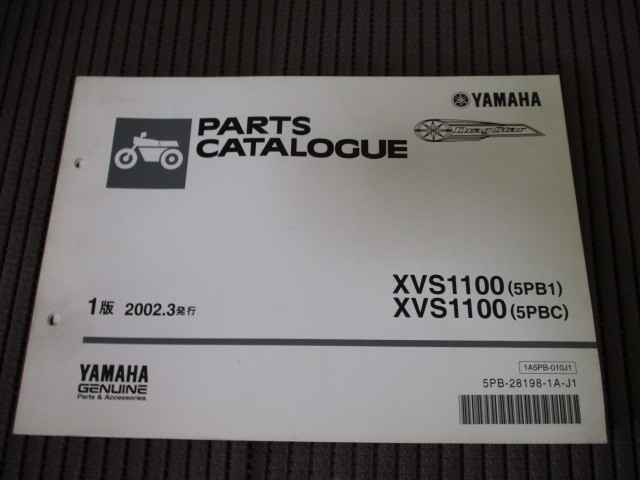 YAMAHA
PARTS
CATALOGUE
DragStar
XVS1100 (5PB1)
XVS1100 (5PBC)
1版 2002.3発行
YAMAHA
GENUINE
Parts & Accessories
1A5PB-010J1
5PB-28198-1A-J1